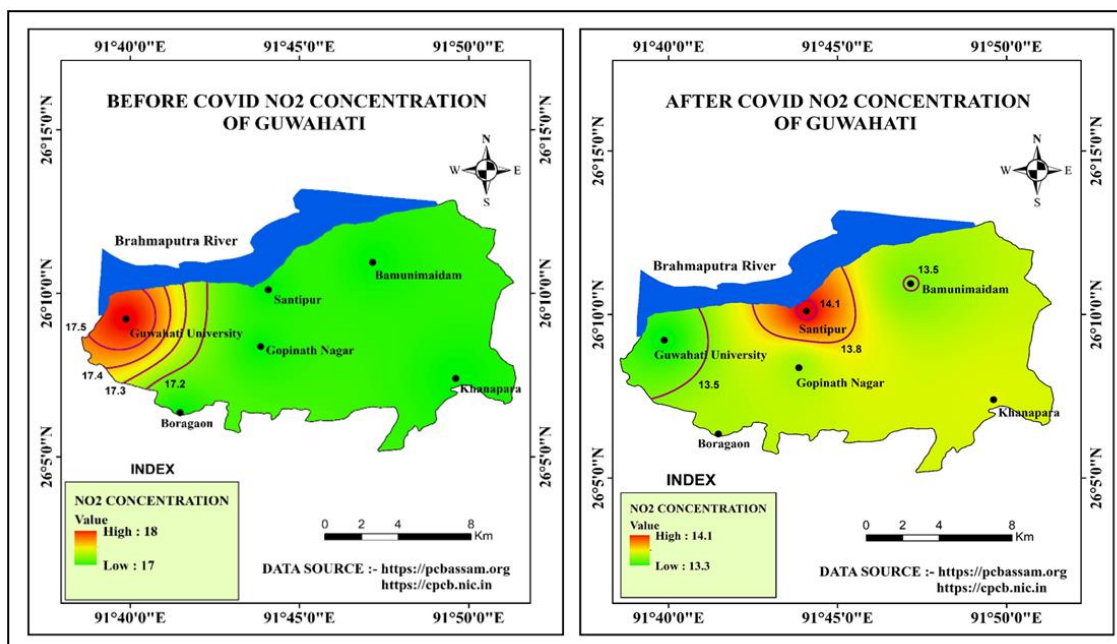 91°40'0"E 91°45'0"E 91°50'0"E
BEFORE COVID NO2 CONCENTRATION
OF GUWAHATI
N
W E
S
26°15'0"N
26°15'0"N
Brahmaputra River
Bamunimaidam
Santipur
26°10'0"N
26°10'0"N
17.5
Guwahati University
Gopinath Nagar
17.4
17.3
17.2
Khanapara
Boragaon
26°5'0"N
26°5'0"N
INDEX
NO2 CONCENTRATION
Value
High : 18
Low : 17
0 2 4 8
Km
DATA SOURCE :- https://pcbassam.org
https://cpcb.nic.in
91°40'0"E 91°45'0"E 91°50'0"E
91°40'0"E 91°45'0"E 91°50'0"E
AFTER COVID NO2 CONCENTRATION
OF GUWAHATI
N
W E
S
26°15'0"N
26°15'0"N
Brahmaputra River
13.5
Bamunimaidam
14.1
Santipur
26°10'0"N
26°10'0"N
13.8
Guwahati University
Gopinath Nagar
13.5
Khanapara
Boragaon
26°5'0"N
26°5'0"N
INDEX
NO2 CONCENTRATION
Value
High : 14.1
Low : 13.3
0 2 4 8
Km
DATA SOURCE :- https://pcbassam.org
https://cpcb.nic.in
91°40'0"E 91°45'0"E 91°50'0"E